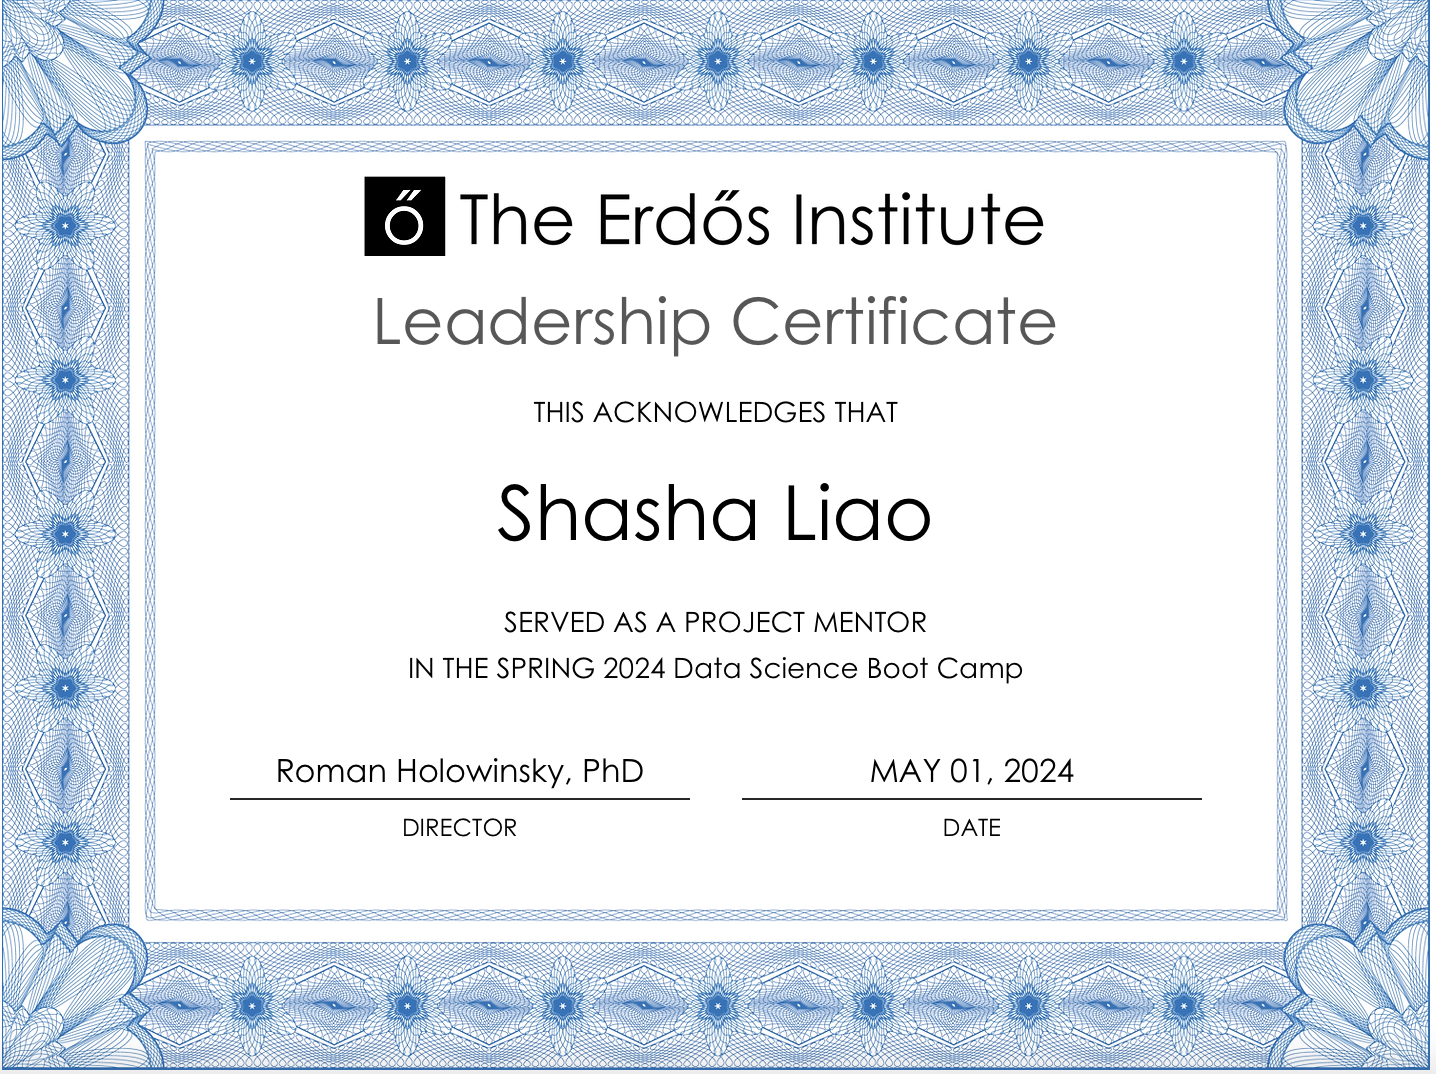 ő The Erdős Institute
Leadership Certificate
THIS ACKNOWLEDGES THAT
Shasha Liao
SERVED AS A PROJECT MENTOR
IN THE SPRING 2024 Data Science Boot Camp
Roman Holowinsky, PhD
DIRECTOR
MAY 01, 2024
DATE